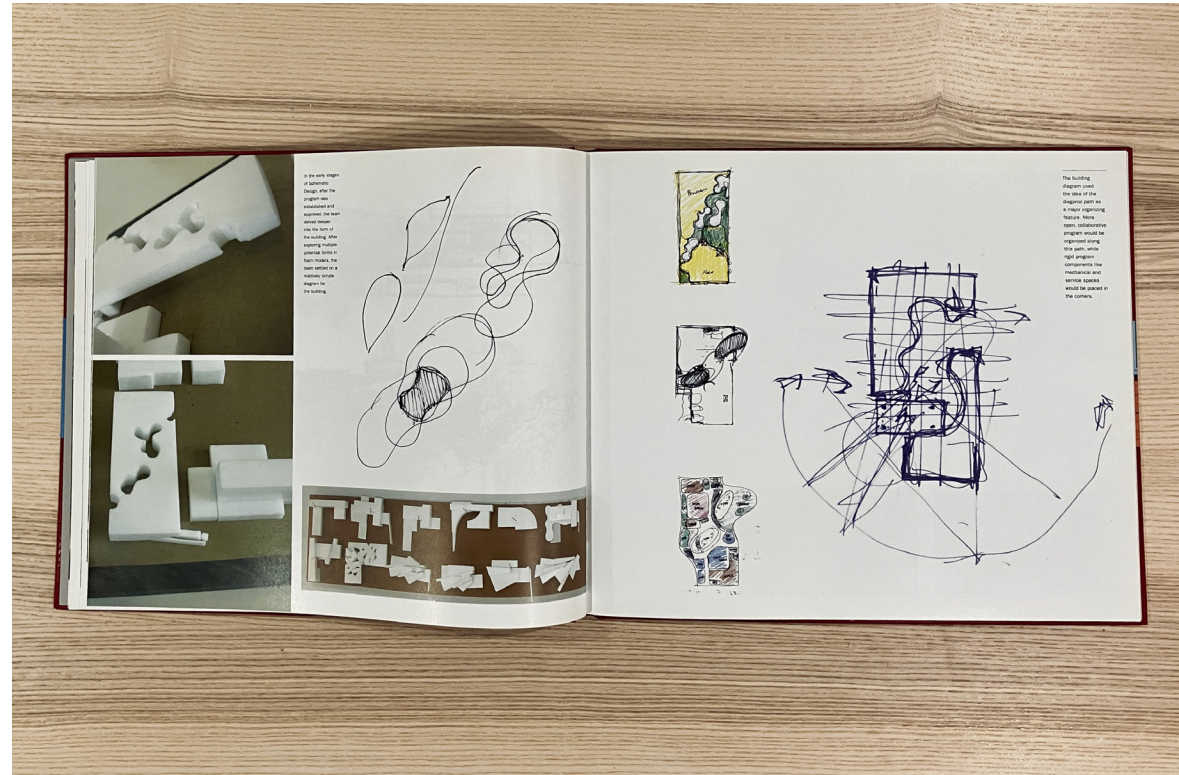 In the early stages
of Schematic
Design, after the
program was
established and
approved, the team
delved deeper
into the form of
the building. After
exploring multiple
potential forms in
foam models, the
team settled on a
relatively simple
diagram for
the building.
The building
diagram used
the idea of the
diagonal path as
a major organizing
feature. More
open, collaborative
program would be
organized along
this path, while
rigid program
components like
mechanical and
service spaces
would be placed in
the corners.